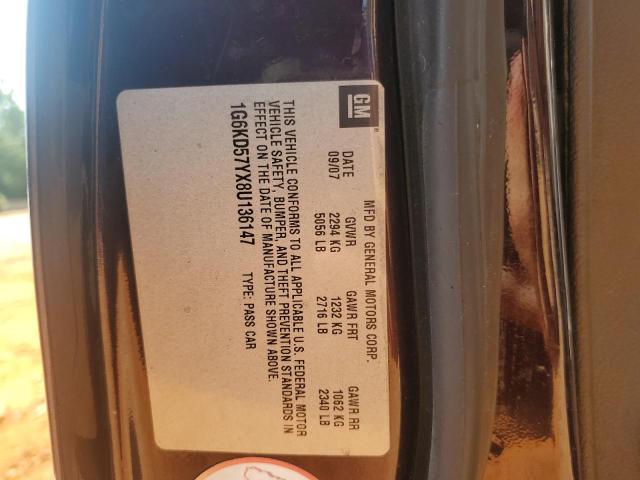 GM
MFD BY GENERAL MOTORS CORP.
DATE GVWR GAWR FRT GAWR RR
09/07 2294 KG 1232 KG 1062 KG
5056 LB 2716 LB 2340 LB
THIS VEHICLE CONFORMS TO ALL APPLICABLE U.S. FEDERAL MOTOR
VEHICLE SAFETY, BUMPER, AND THEFT PREVENTION STANDARDS IN
EFFECT ON THE DATE OF MANUFACTURE SHOWN ABOVE.
1G6KD57YX8U136147 TYPE: PASS CAR